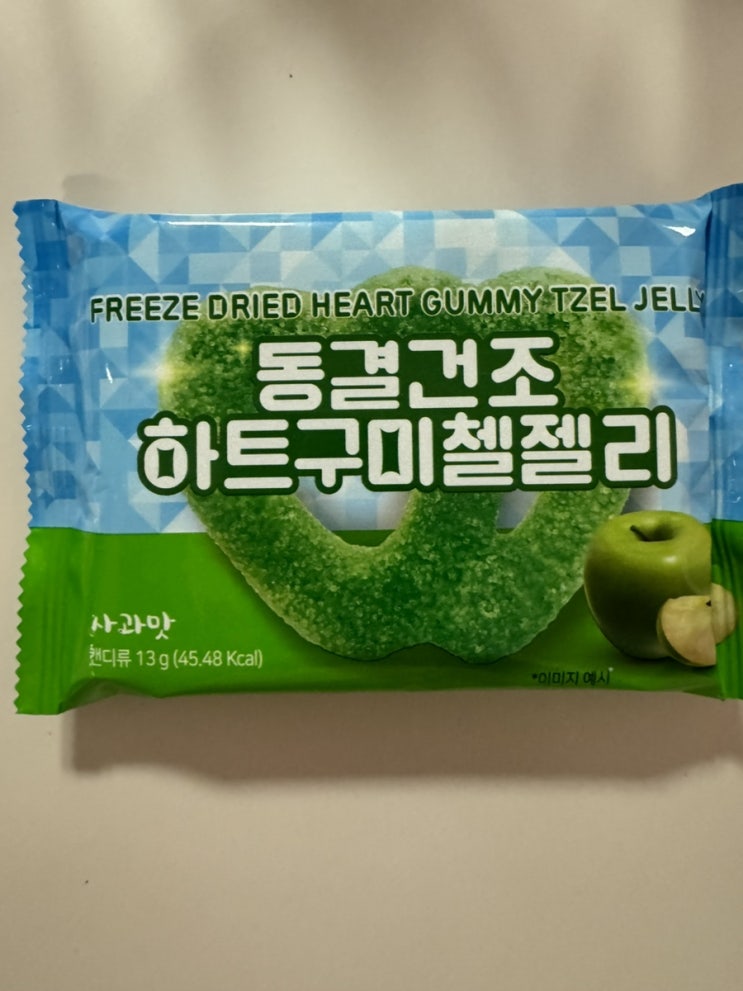 FREEZE DRIED HEART GUMMY TZEL JELLY
동결건조
하트구미첼젤리
사과맛
캔디류 13 g (45.48 Kcal)
*이미지 예시